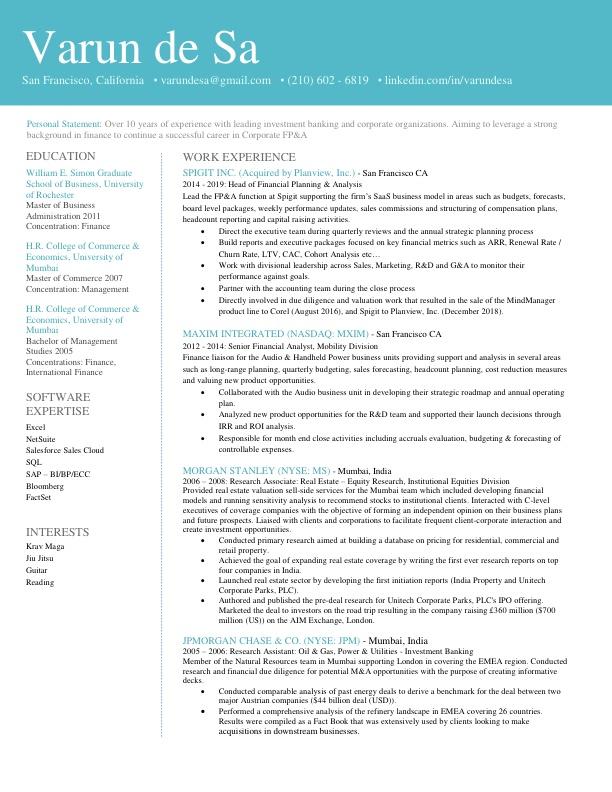 Varun de Sa
San Francisco, California • varundesa@gmail.com • (210) 602 - 6819 • linkedin.com/in/varundesa
Personal Statement: Over 10 years of experience with leading investment banking and corporate organizations. Aiming to leverage a strong
background in finance to continue a successful career in Corporate FP&A
EDUCATION
William E. Simon Graduate
School of Business, University
of Rochester
Master of Business
Administration 2011
Concentration: Finance
H.R. College of Commerce &
Economics, University of
Mumbai
Master of Commerce 2007
Concentration: Management
H.R. College of Commerce &
Economics, University of
Mumbai
Bachelor of Management
Studies 2005
Concentrations: Finance,
International Finance
SOFTWARE
EXPERTISE
Excel
NetSuite
Salesforce Sales Cloud
SQL
SAP – BI/BP/ECC
Bloomberg
FactSet
INTERESTS
Krav Maga
Jiu Jitsu
Guitar
Reading
WORK EXPERIENCE
SPIGIT INC. (Acquired by Planview, Inc.) - San Francisco CA
2014 - 2019: Head of Financial Planning & Analysis
Lead the FP&A function at Spigit supporting the firm's SaaS business model in areas such as budgets, forecasts,
board level packages, weekly performance updates, sales commissions and structuring of compensation plans,
headcount reporting and capital raising activities.
• Direct the executive team during quarterly reviews and the annual strategic planning process
• Build reports and executive packages focused on key financial metrics such as ARR, Renewal Rate /
Churn Rate, LTV, CAC, Cohort Analysis etc…
• Work with divisional leadership across Sales, Marketing, R&D and G&A to monitor their
performance against goals.
• Partner with the accounting team during the close process
• Directly involved in due diligence and valuation work that resulted in the sale of the MindManager
product line to Corel (August 2016), and Spigit to Planview, Inc. (December 2018).
MAXIM INTEGRATED (NASDAQ: MXIM) - San Francisco CA
2012 - 2014: Senior Financial Analyst, Mobility Division
Finance liaison for the Audio & Handheld Power business units providing support and analysis in several areas
such as long-range planning, quarterly budgeting, sales forecasting, headcount planning, cost reduction measures
and valuing new product opportunities.
• Collaborated with the Audio business unit in developing their strategic roadmap and annual operating
plan.
• Analyzed new product opportunities for the R&D team and supported their launch decisions through
IRR and ROI analysis.
• Responsible for month end close activities including accruals evaluation, budgeting & forecasting of
controllable expenses.
MORGAN STANLEY (NYSE: MS) - Mumbai, India
2006 – 2008: Research Associate: Real Estate – Equity Research, Institutional Equities Division
Provided real estate valuation sell-side services for the Mumbai team which included developing financial
models and running sensitivity analysis to recommend stocks to institutional clients. Interacted with C-level
executives of coverage companies with the objective of forming an independent opinion on their business plans
and future prospects. Liaised with clients and corporations to facilitate frequent client-corporate interaction and
create investment opportunities.
• Conducted primary research aimed at building a database on pricing for residential, commercial and
retail property.
• Achieved the goal of expanding real estate coverage by writing the first ever research reports on top
four companies in India.
• Launched real estate sector by developing the first initiation reports (India Property and Unitech
Corporate Parks, PLC).
• Authored and published the pre-deal research for Unitech Corporate Parks, PLC's IPO offering.
Marketed the deal to investors on the road trip resulting in the company raising £360 million ($700
million (US)) on the AIM Exchange, London.
JPMORGAN CHASE & CO. (NYSE: JPM) - Mumbai, India
2005 – 2006: Research Assistant: Oil & Gas, Power & Utilities - Investment Banking
Member of the Natural Resources team in Mumbai supporting London in covering the EMEA region. Conducted
research and financial due diligence for potential M&A opportunities with the purpose of creating informative
decks.
• Conducted comparable analysis of past energy deals to derive a benchmark for the deal between two
major Austrian companies ($44 billion deal (USD)).
• Performed a comprehensive analysis of the refinery landscape in EMEA covering 26 countries.
Results were compiled as a Fact Book that was extensively used by clients looking to make
acquisitions in downstream businesses.